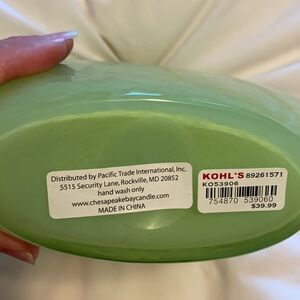 Distributed by Pacific Trade International, Inc.
5515 Security Lane, Rockville, MD 20852
hand wash only
www.chesapeakebaycandle.com
MADE IN CHINA
KOHL'S 89261571
KO53906
754870 539060
$39.99